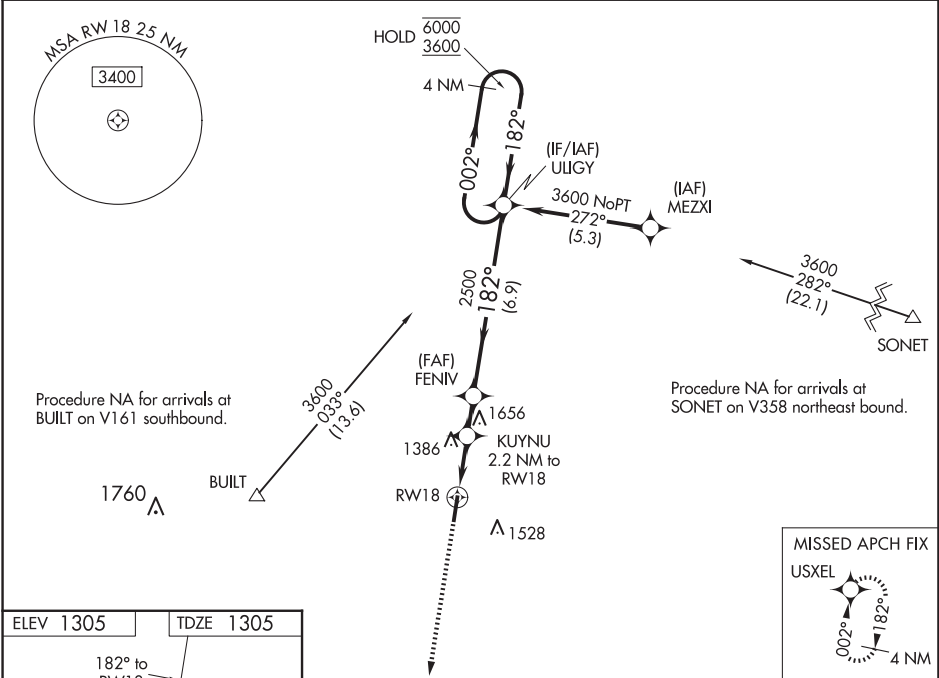 MSA RW 18 25 NM
3400
HOLD
6000
3600
4 NM
002°
182°
(IF/IAF)
ULIGY
3600 NoPT
272°
(5.3)
(IAF)
MEZXI
3600
282°
(22.1)
SONET
2500
182°
(6.9)
(FAF)
FENIV
1656
1386
KUYNU
2.2 NM to
RW18
RW18
1528
Procedure NA for arrivals at
BUILT on V161 southbound.
3600
033°
(13.6)
BUILT
1760
Procedure NA for arrivals at
SONET on V358 northeast bound.
MISSED APCH FIX
USXEL
002°
182°
4 NM
ELEV 1305
TDZE 1305
182° to
RW18